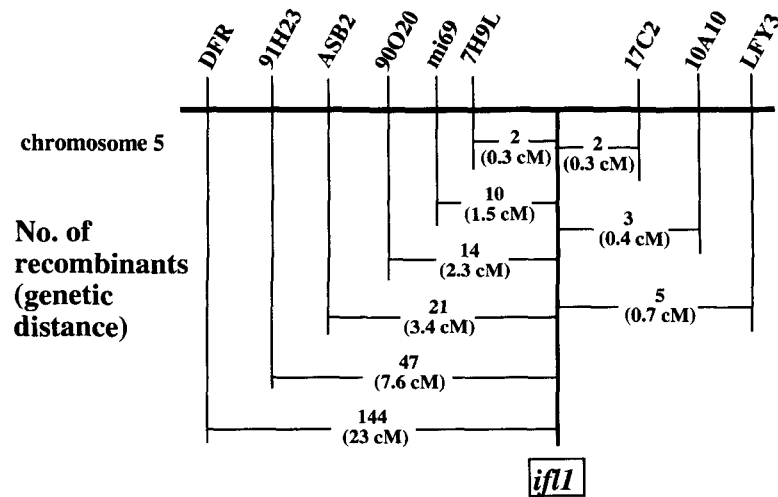 DFR
91H23
ASB2
90O20
mi69
7H9L
17C2
10A10
LFY3
chromosome 5
2
(0.3 cM)
2
(0.3 cM)
10
(1.5 cM)
3
(0.4 cM)
No. of
recombinants
(genetic
distance)
14
(2.3 cM)
21
(3.4 cM)
5
(0.7 cM)
47
(7.6 cM)
144
(23 cM)
ifl1